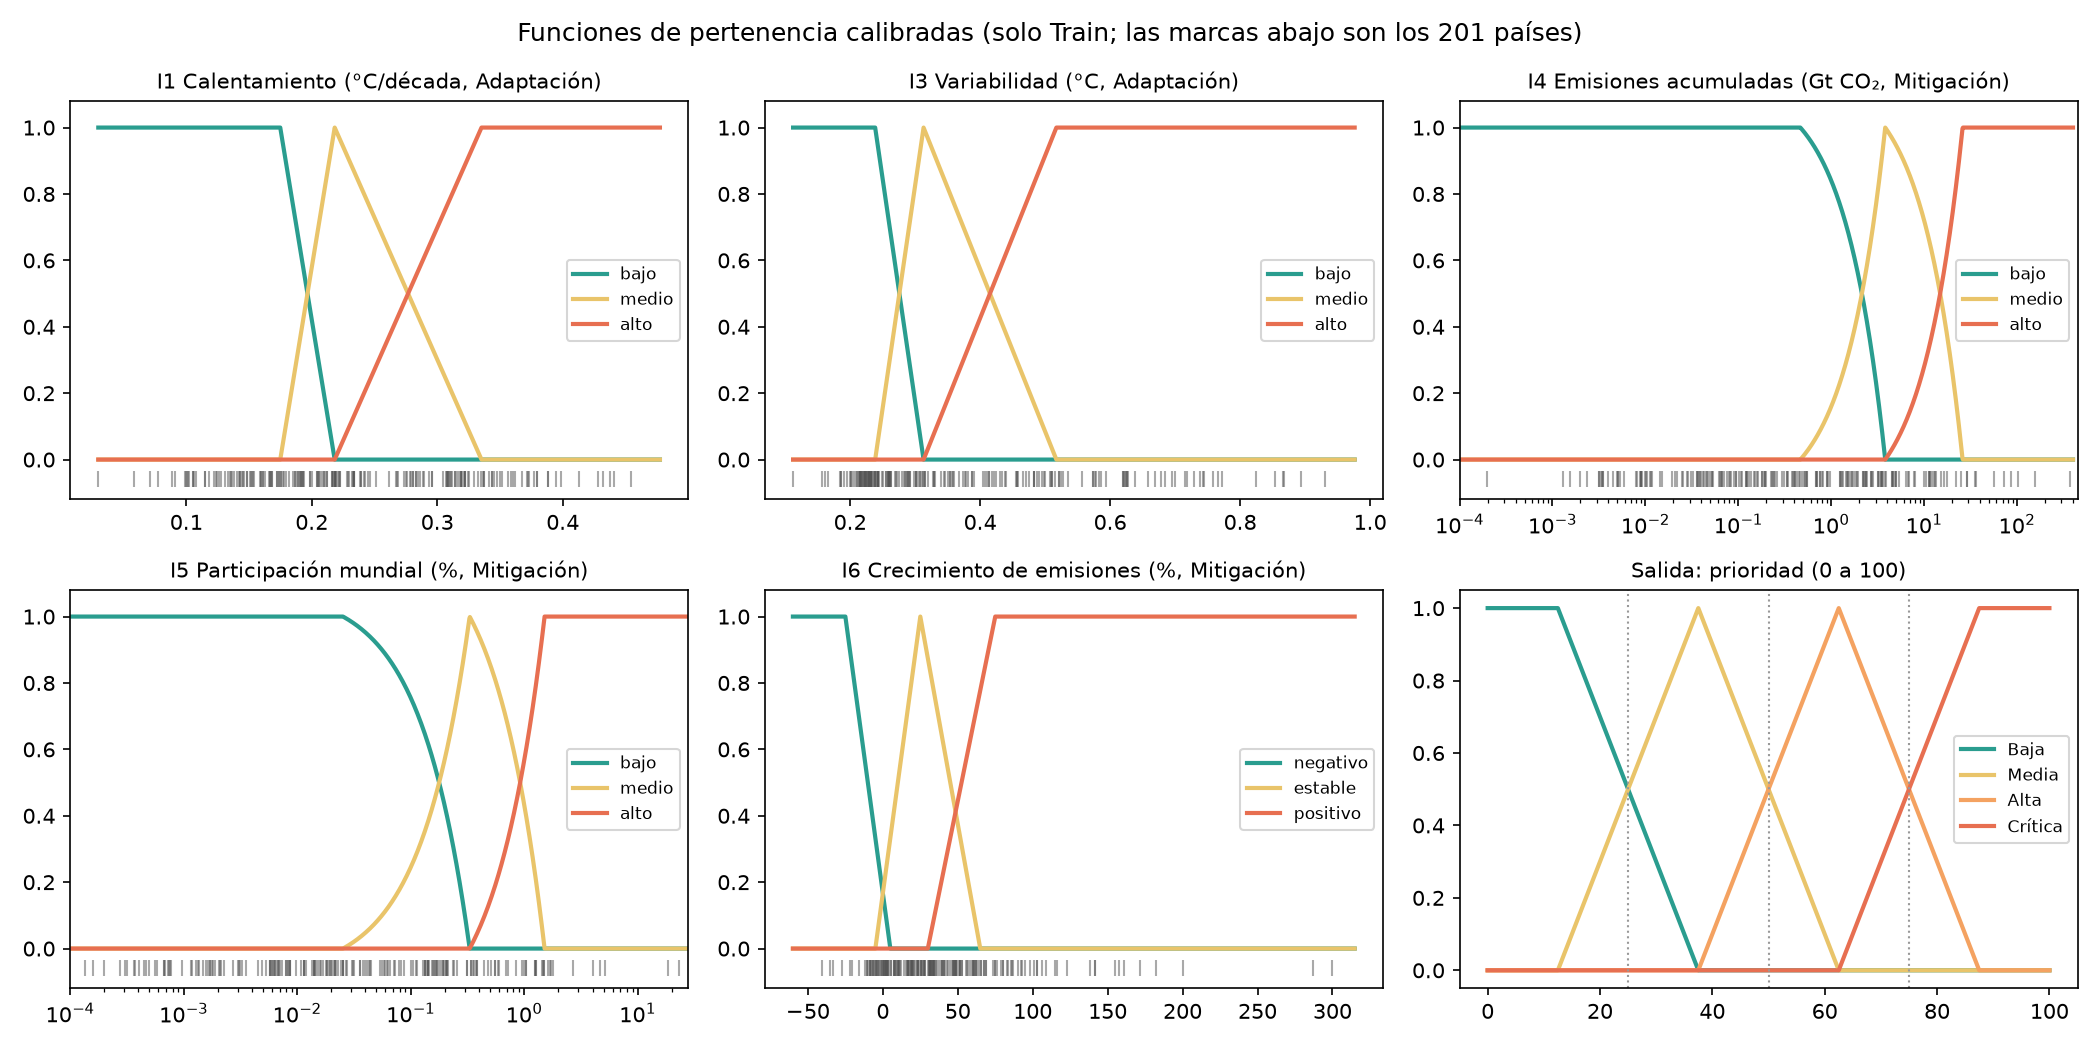 Funciones de pertenencia calibradas (solo Train; las marcas abajo son los 201 países)
I1 Calentamiento (°C/década, Adaptación)
1.0
0.8
0.6
0.4
0.2
0.0
bajo
medio
alto
0.1 0.2 0.3 0.4
I3 Variabilidad (°C, Adaptación)
1.0
0.8
0.6
0.4
0.2
0.0
bajo
medio
alto
0.2 0.4 0.6 0.8 1.0
I4 Emisiones acumuladas (Gt CO₂, Mitigación)
1.0
0.8
0.6
0.4
0.2
0.0
bajo
medio
alto
10⁻⁴ 10⁻³ 10⁻² 10⁻¹ 10⁰ 10¹ 10²
I5 Participación mundial (%, Mitigación)
1.0
0.8
0.6
0.4
0.2
0.0
bajo
medio
alto
10⁻⁴ 10⁻³ 10⁻² 10⁻¹ 10⁰ 10¹
I6 Crecimiento de emisiones (%, Mitigación)
1.0
0.8
0.6
0.4
0.2
0.0
negativo
estable
positivo
−50 0 50 100 150 200 250 300
Salida: prioridad (0 a 100)
1.0
0.8
0.6
0.4
0.2
0.0
Baja
Media
Alta
Crítica
0 20 40 60 80 100